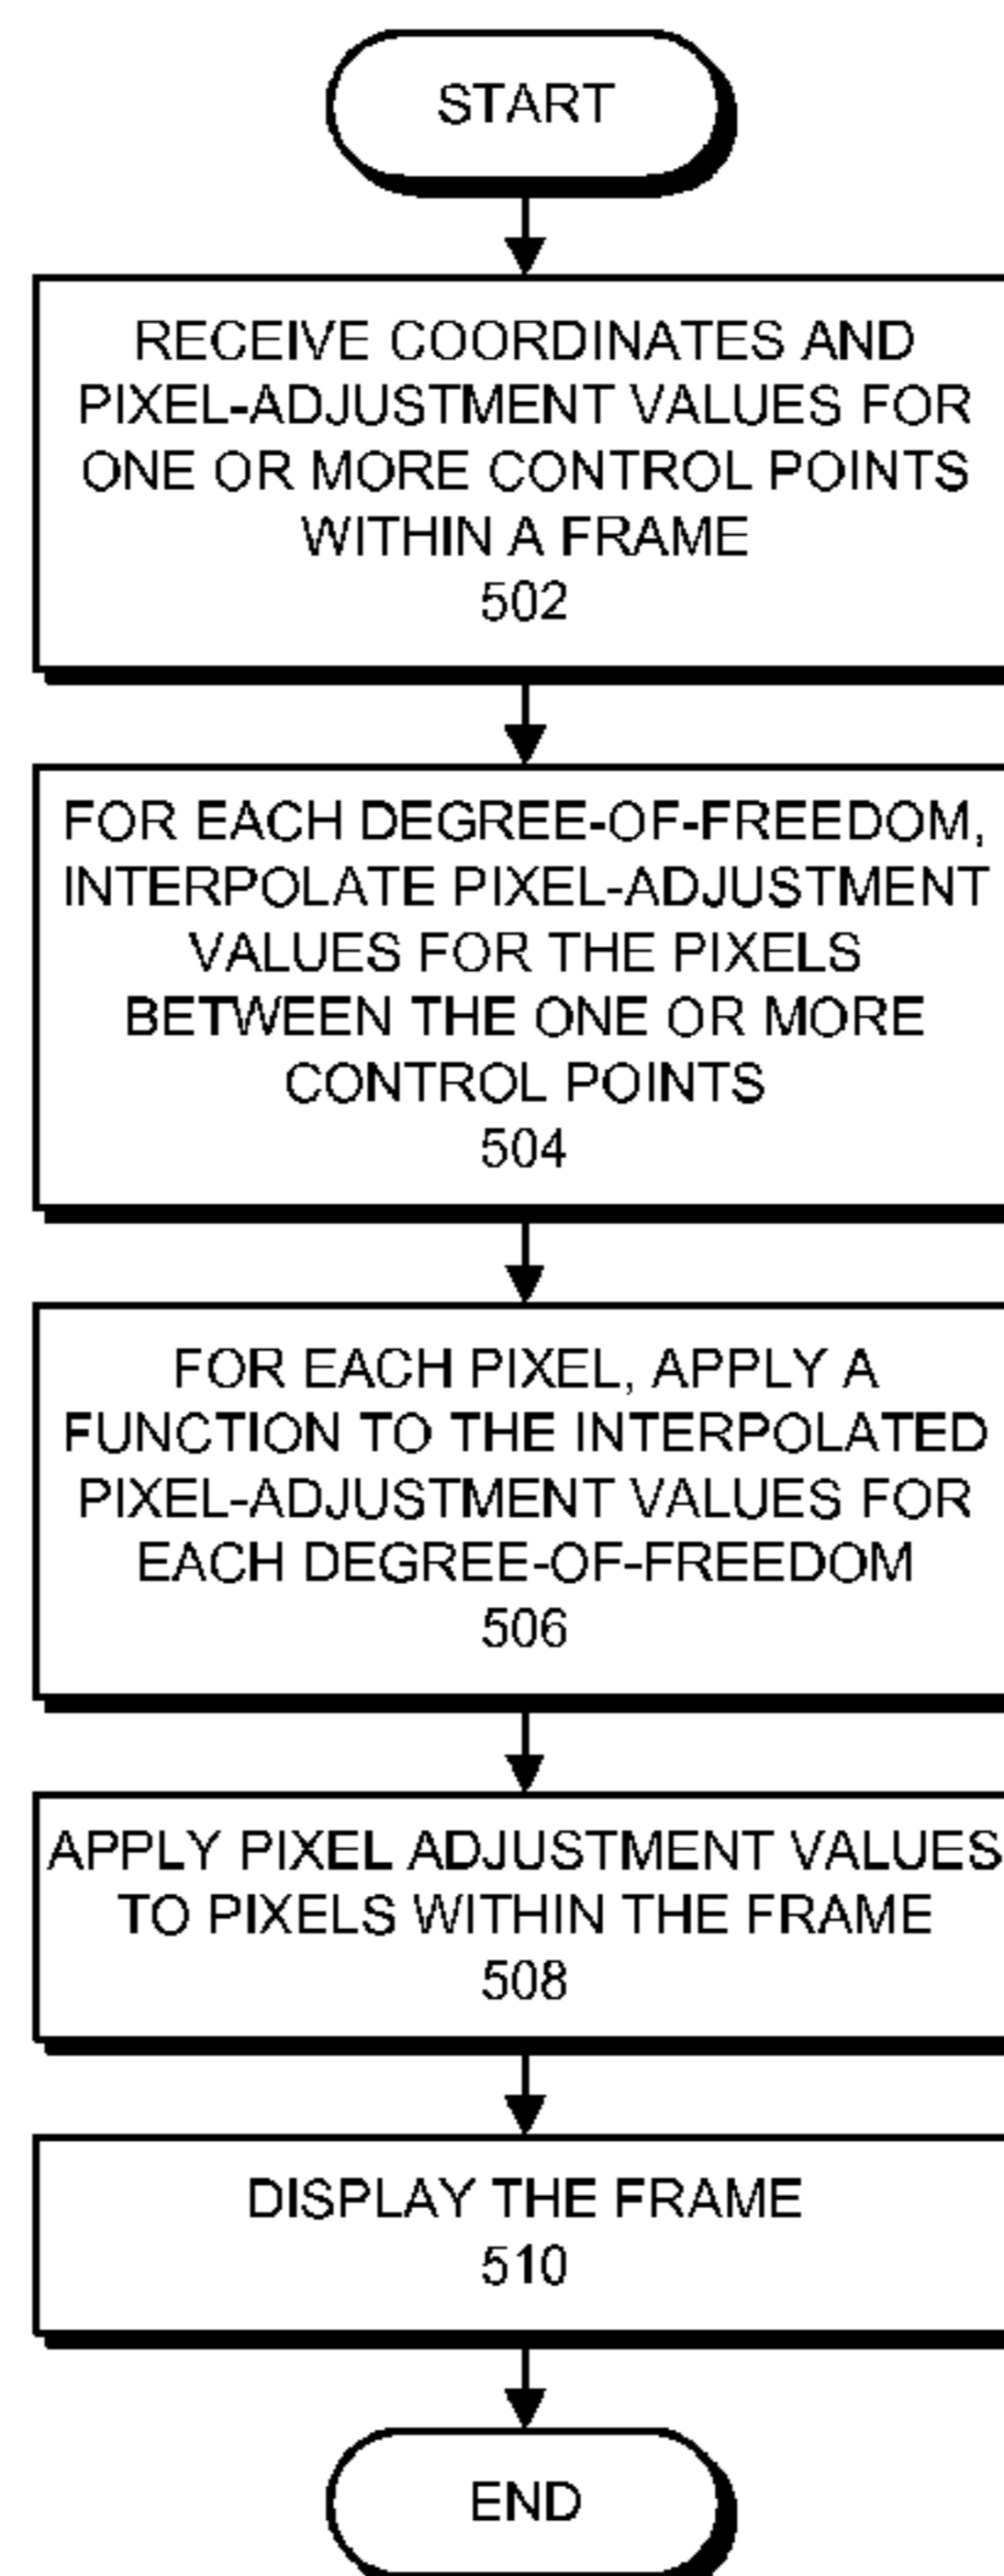 START
RECEIVE COORDINATES AND
PIXEL-ADJUSTMENT VALUES FOR
ONE OR MORE CONTROL POINTS
WITHIN A FRAME
502
FOR EACH DEGREE-OF-FREEDOM,
INTERPOLATE PIXEL-ADJUSTMENT
VALUES FOR THE PIXELS
BETWEEN THE ONE OR MORE
CONTROL POINTS
504
FOR EACH PIXEL, APPLY A
FUNCTION TO THE INTERPOLATED
PIXEL-ADJUSTMENT VALUES FOR
EACH DEGREE-OF-FREEDOM
506
APPLY PIXEL ADJUSTMENT VALUES
TO PIXELS WITHIN THE FRAME
508
DISPLAY THE FRAME
510
END